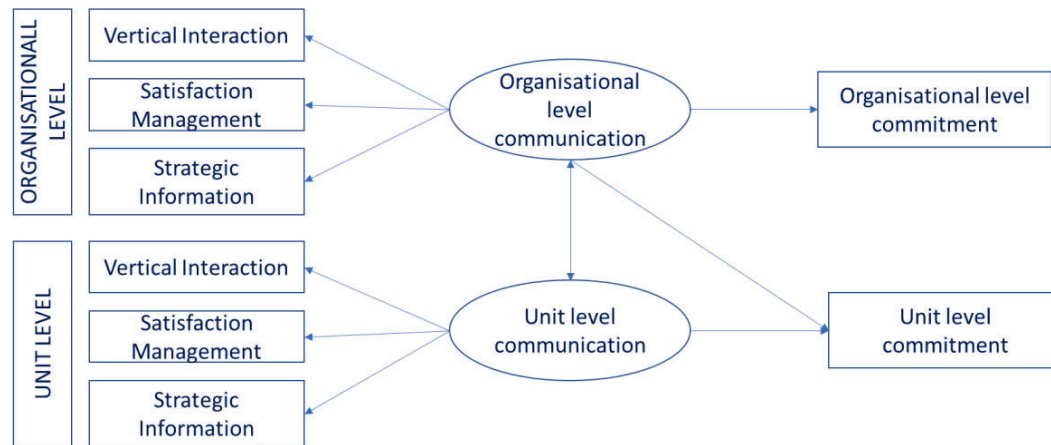 ORGANISATIONALL
LEVEL
Vertical Interaction
Satisfaction
Management
Strategic
Information
Organisational
level
communication
Organisational level
commitment
UNIT LEVEL
Vertical Interaction
Satisfaction
Management
Strategic
Information
Unit level
communication
Unit level
commitment